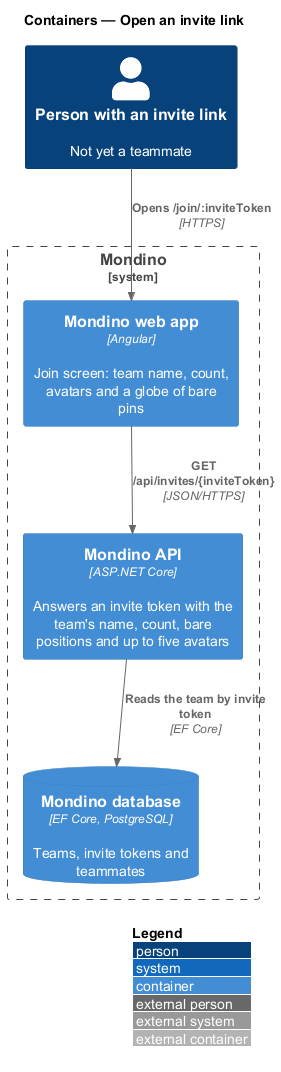 Containers — Open an invite link
Person with an invite link
Not yet a teammate
Opens /join/:inviteToken
[HTTPS]
Mondino
[system]
Mondino web app
[Angular]
Join screen: team name, count,
avatars and a globe of bare
pins
GET
/api/invites/{inviteToken}
[JSON/HTTPS]
Mondino API
[ASP.NET Core]
Answers an invite token with the
team's name, count, bare
positions and up to five avatars
Reads the team by invite
token
[EF Core]
Mondino database
[EF Core, PostgreSQL]
Teams, invite tokens and
teammates
Legend
person
system
container
external person
external system
external container